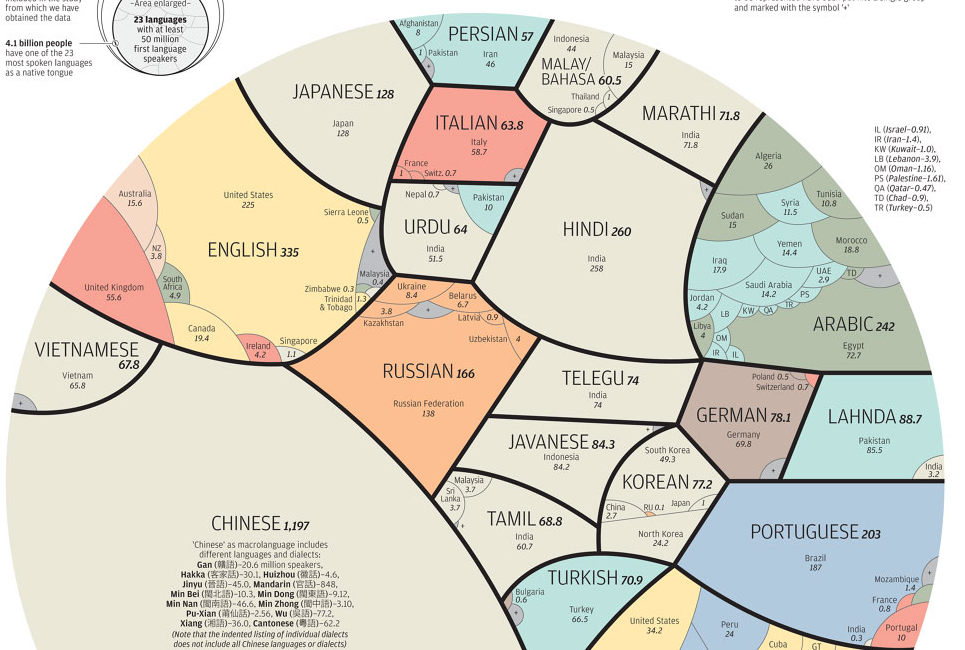 from which we have
obtained the data
–Area enlarged–
23 languages
with at least
50 million
first language
speakers
4.1 billion people
have one of the 23
most spoken languages
as a native tongue
and marked with the symbol '+'
Afghanistan
8
1
Pakistan
+
PERSIAN 57
Iran
46
Indonesia
44
MALAY/
BAHASA 60.5
Malaysia
15
Thailand
1
Singapore 0.5
JAPANESE 128
Japan
128
ITALIAN 63.8
Italy
58.7
France
1
Switz. 0.7
+
MARATHI 71.8
India
71.8
+
IL (Israel–0.91),
IR (Iran–1.4),
KW (Kuwait–1.0),
LB (Lebanon–3.9),
OM (Oman–1.16),
PS (Palestine–1.61),
QA (Qatar–0.47),
TD (Chad–0.9),
TR (Turkey–0.5)
Algeria
26
Tunisia
10.8
Syria
11.5
Sudan
15
Morocco
18.8
Yemen
14.4
Iraq
17.9
UAE
2.9
TD
+
Saudi Arabia
14.2
PS
TR
QA
KW
Jordan
4.2
LB
Libya
4
OM
IR
IL
ARABIC 242
Egypt
72.7
Australia
15.6
United States
225
Sierra Leone
0.5
NZ
3.8
ENGLISH 335
+
Malaysia
0.4
South
Africa
4.9
Zimbabwe 0.3
Trinidad
& Tobago
1.3
United Kingdom
55.6
Canada
19.4
Ireland
4.2
Singapore
1.1
Nepal 0.7
+
Pakistan
10
URDU 64
India
51.5
HINDI 260
India
258
VIETNAMESE
67.8
Vietnam
65.8
+
Ukraine
8.4
Belarus
6.7
3.8
Kazakhstan
+
Latvia
0.9
Uzbekistan
4
RUSSIAN 166
Russian Federation
138
TELEGU 74
India
74
Poland 0.5
Switzerland 0.7
GERMAN 78.1
Germany
69.8
+
LAHNDA 88.7
Pakistan
85.5
India
3.2
JAVANESE 84.3
Indonesia
84.2
+
South Korea
49.3
KOREAN 77.2
China
2.7
RU 0.1
Japan
1
North Korea
24.2
Malaysia
3.7
Sri
Lanka
3.7
+
TAMIL 68.8
India
60.7
PORTUGUESE 203
Brazil
187
Mozambique
1.4
+
France
0.8
Portugal
10
India
0.3
CHINESE 1,197
'Chinese' as macrolanguage includes
different languages and dialects:
Gan (贛語)–20.6 million speakers,
Hakka (客家話)–30.1, Huizhou (徽話)–4.6,
Jinyu (晉語)–45.0, Mandarin (官話)–848,
Min Bei (閩北語)–10.3, Min Dong (閩東語)–9.12,
Min Nan (閩南語)–46.6, Min Zhong (閩中語)–3.10,
Pu-Xian (莆仙話)–2.56, Wu (吳語)–77.2,
Xiang (湘語)–36.0, Cantonese (粵語)–62.2
(Note that the indented listing of individual dialects
does not include all Chinese languages or dialects)
TURKISH 70.9
Bulgaria
0.6
+
Turkey
66.5
United States
34.2
Peru
24
Cuba
GT